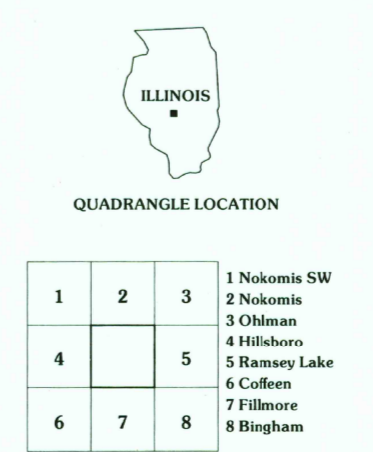 ILLINOIS
QUADRANGLE LOCATION
1 2 3
4 5
6 7 8
1 Nokomis SW
2 Nokomis
3 Ohlman
4 Hillsboro
5 Ramsey Lake
6 Coffeen
7 Fillmore
8 Bingham